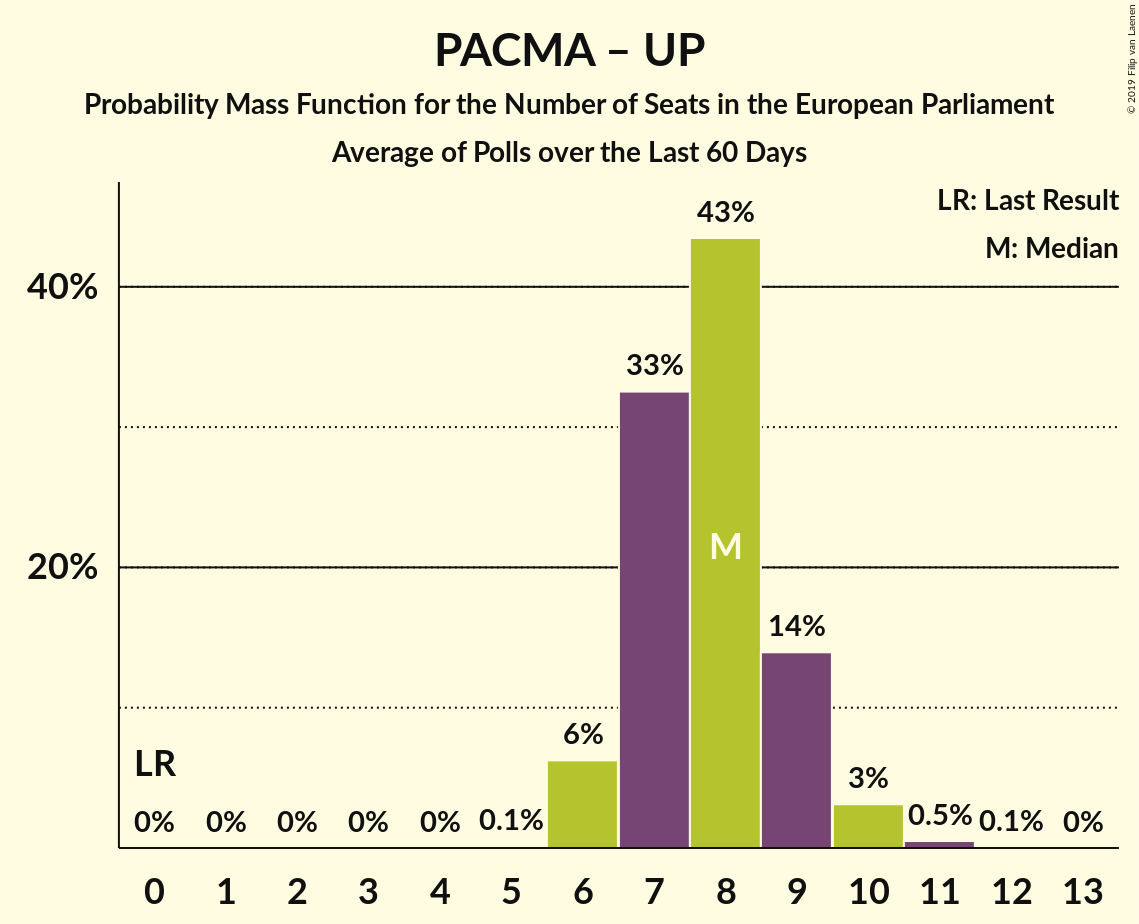 PACMA – UP
Probability Mass Function for the Number of Seats in the European Parliament
Average of Polls over the Last 60 Days
© 2019 Filip van Laenen
LR: Last Result
M: Median
43%
40%
33%
M
20%
14%
6%
LR
3%
0% 0% 0% 0% 0% 0.1% 0.5% 0.1% 0%
0 1 2 3 4 5 6 7 8 9 10 11 12 13